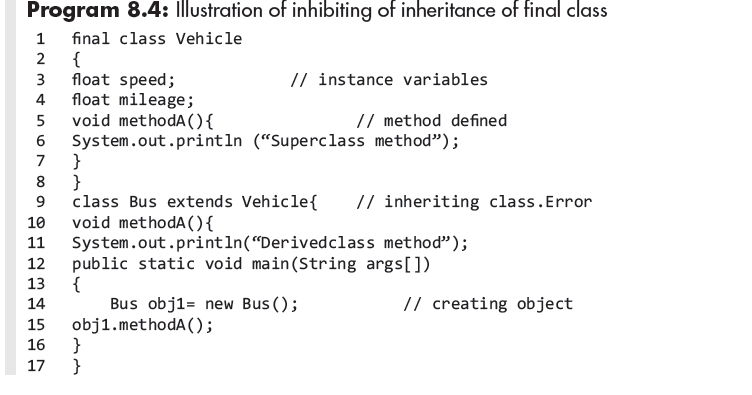 Program 8.4: Illustration of inhibiting of inheritance of final class
1 final class Vehicle
2 {
3 float speed; // instance variables
4 float mileage;
5 void methodA(){ // method defined
6 System.out.println (“Superclass method”);
7 }
8 }
9 class Bus extends Vehicle{ // inheriting class.Error
10 void methodA(){
11 System.out.println(“Derivedclass method”);
12 public static void main(String args[])
13 {
14 Bus obj1= new Bus(); // creating object
15 obj1.methodA();
16 }
17 }